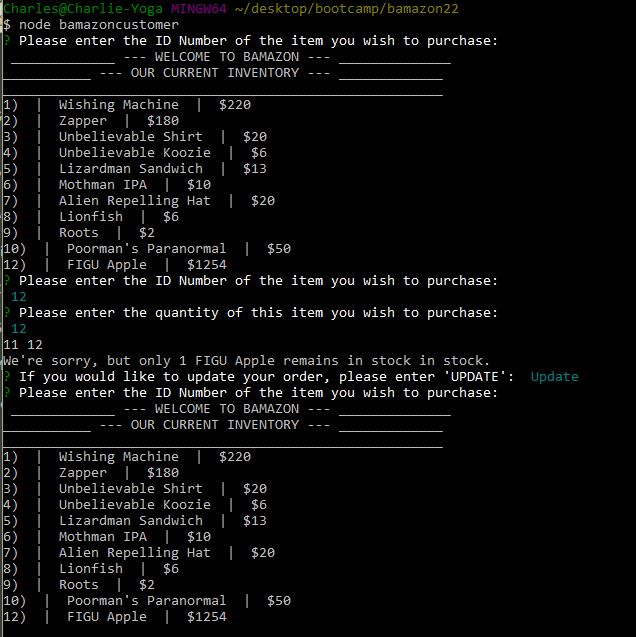 Charles@Charlie-Yoga MINGW64 ~/desktop/bootcamp/bamazon22
$ node bamazoncustomer
? Please enter the ID Number of the item you wish to purchase:
_____________ --- WELCOME TO BAMAZON --- ______________
___________ --- OUR CURRENT INVENTORY --- _____________
_______________________________________________________
1)  |  Wishing Machine  |  $220
2)  |  Zapper  |  $180
3)  |  Unbelievable Shirt  |  $20
4)  |  Unbelievable Koozie  |  $6
5)  |  Lizardman Sandwich  |  $13
6)  |  Mothman IPA  |  $10
7)  |  Alien Repelling Hat  |  $20
8)  |  Lionfish  |  $6
9)  |  Roots  |  $2
10)  |  Poorman's Paranormal  |  $50
12)  |  FIGU Apple  |  $1254
? Please enter the ID Number of the item you wish to purchase:
12
? Please enter the quantity of this item you wish to purchase:
12
11 12
We're sorry, but only 1 FIGU Apple remains in stock in stock.
? If you would like to update your order, please enter 'UPDATE':  Update
? Please enter the ID Number of the item you wish to purchase:
_____________ --- WELCOME TO BAMAZON --- ______________
___________ --- OUR CURRENT INVENTORY --- _____________
_______________________________________________________
1)  |  Wishing Machine  |  $220
2)  |  Zapper  |  $180
3)  |  Unbelievable Shirt  |  $20
4)  |  Unbelievable Koozie  |  $6
5)  |  Lizardman Sandwich  |  $13
6)  |  Mothman IPA  |  $10
7)  |  Alien Repelling Hat  |  $20
8)  |  Lionfish  |  $6
9)  |  Roots  |  $2
10)  |  Poorman's Paranormal  |  $50
12)  |  FIGU Apple  |  $1254